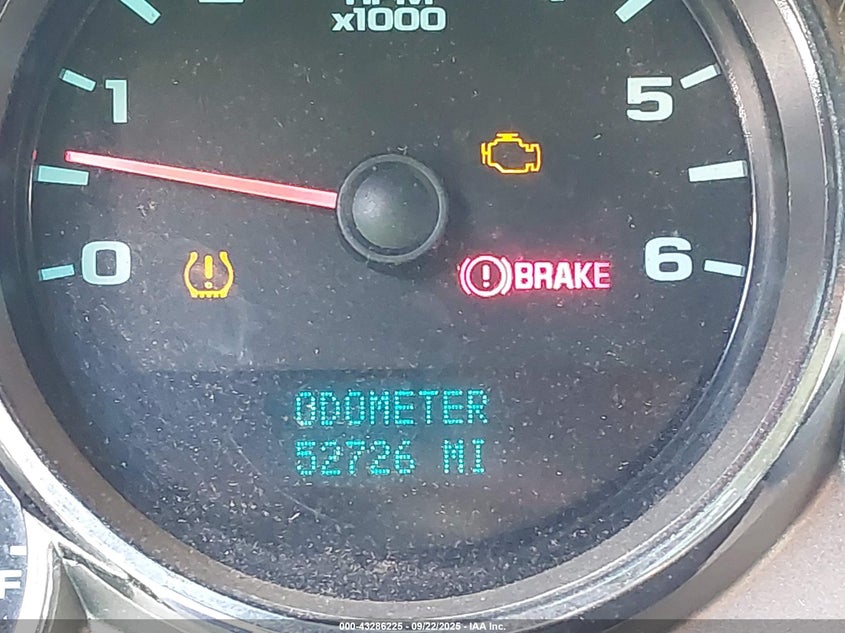 RPM
x1000
1
5
0
6
BRAKE
ODOMETER
52726 MI
F
000-43286225 - 09/22/2025 - IAA Inc.